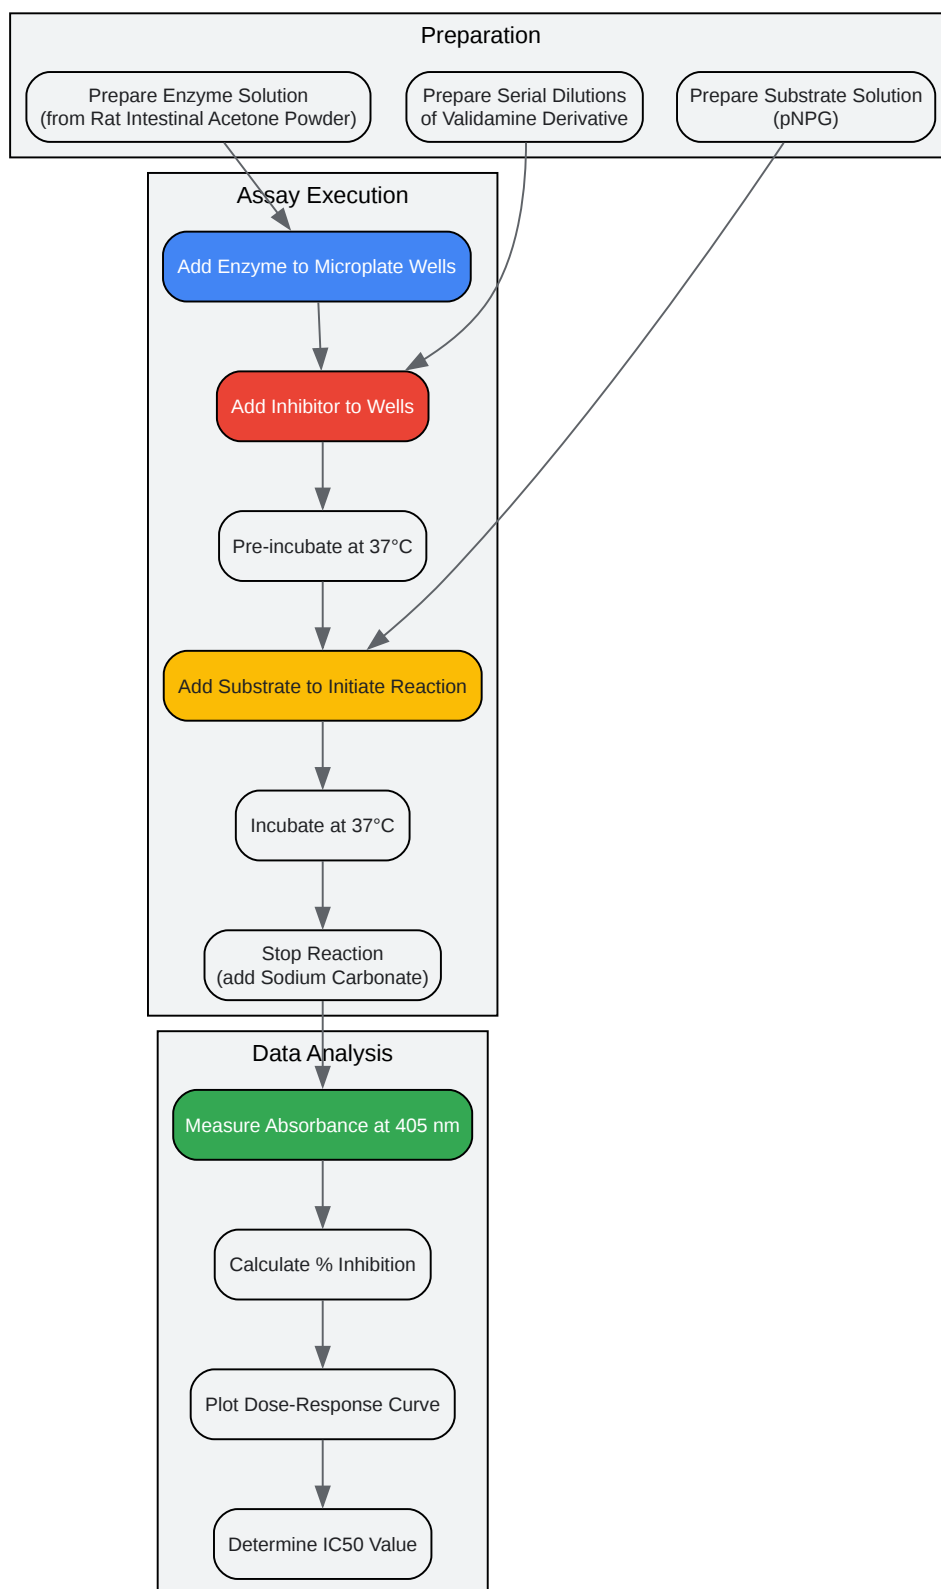 Preparation
Prepare Enzyme Solution
(from Rat Intestinal Acetone Powder)
Prepare Serial Dilutions
of Validamine Derivative
Prepare Substrate Solution
(pNPG)
Assay Execution
Add Enzyme to Microplate Wells
Add Inhibitor to Wells
Pre-incubate at 37°C
Add Substrate to Initiate Reaction
Incubate at 37°C
Stop Reaction
(add Sodium Carbonate)
Data Analysis
Measure Absorbance at 405 nm
Calculate % Inhibition
Plot Dose-Response Curve
Determine IC50 Value